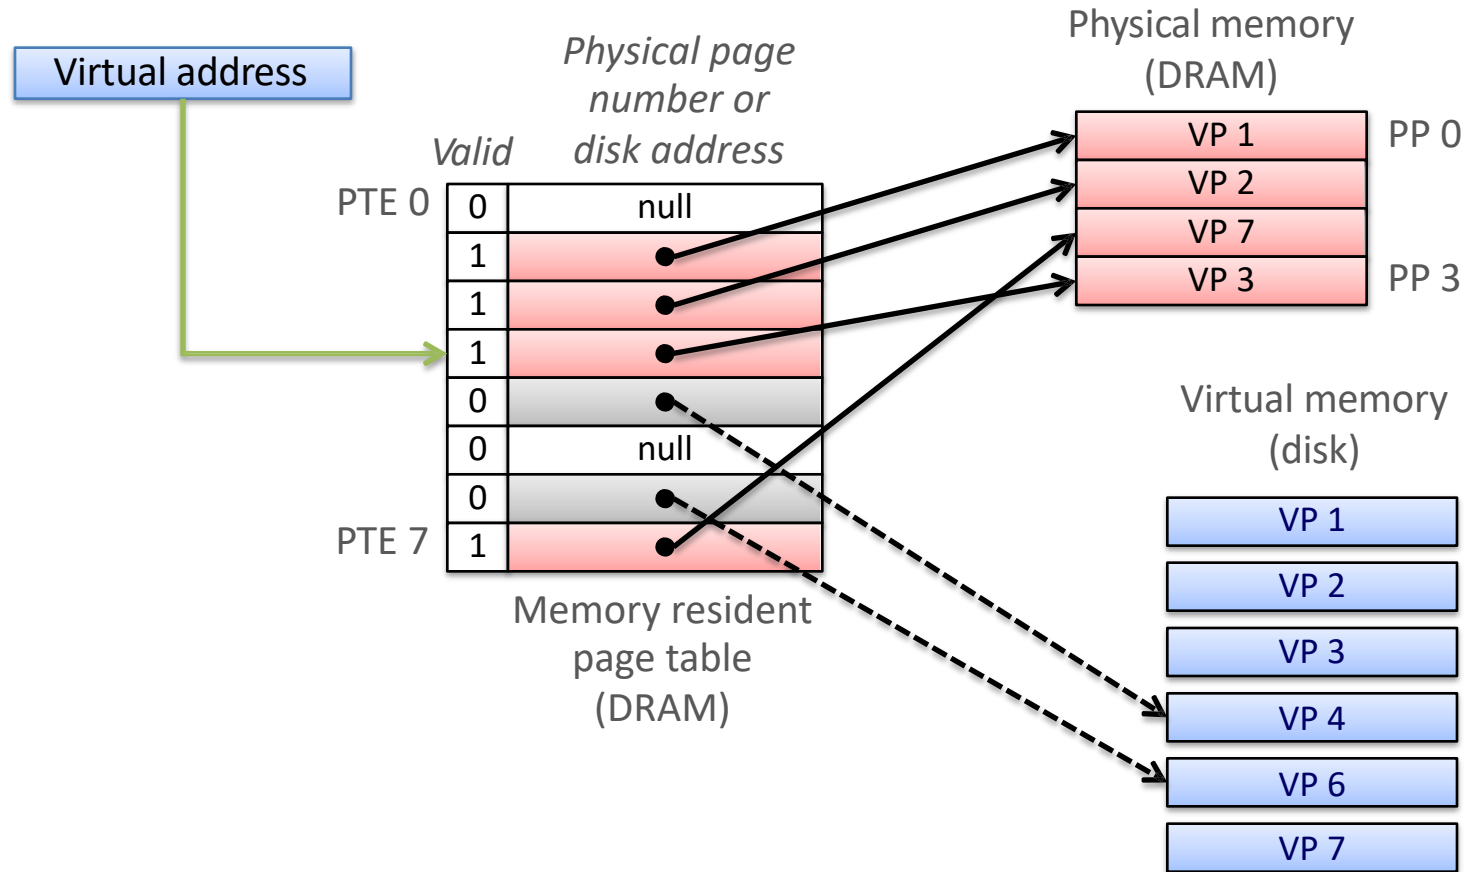 Virtual address
Physical page
number or
disk address
Valid
PTE 0
0
null
1
1
1
0
0
null
0
PTE 7
1
Memory resident
page table
(DRAM)
Physical memory
(DRAM)
VP 1
PP 0
VP 2
VP 7
VP 3
PP 3
Virtual memory
(disk)
VP 1
VP 2
VP 3
VP 4
VP 6
VP 7